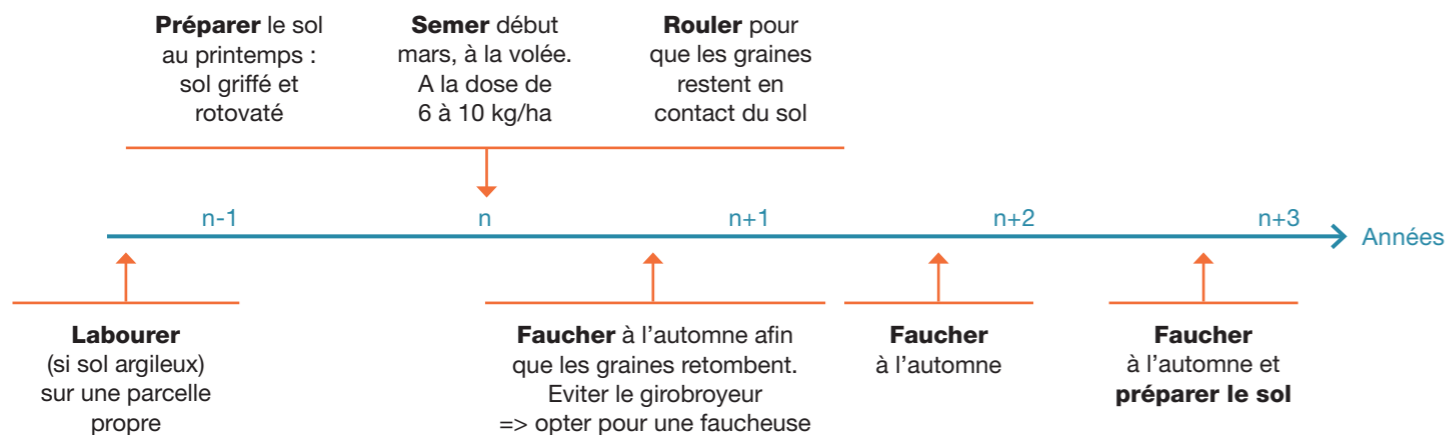 Préparer le sol
au printemps :
sol griffé et
rotovaté
Semer début
mars, à la volée.
A la dose de
6 à 10 kg/ha
Rouler pour
que les graines
restent en
contact du sol
n-1
n
n+1
n+2
n+3
Années
Labourer
(si sol argileux)
sur une parcelle
propre
Faucher à l'automne afin
que les graines retombent.
Eviter le girobroyeur
=> opter pour une faucheuse
Faucher
à l'automne
Faucher
à l'automne et
préparer le sol